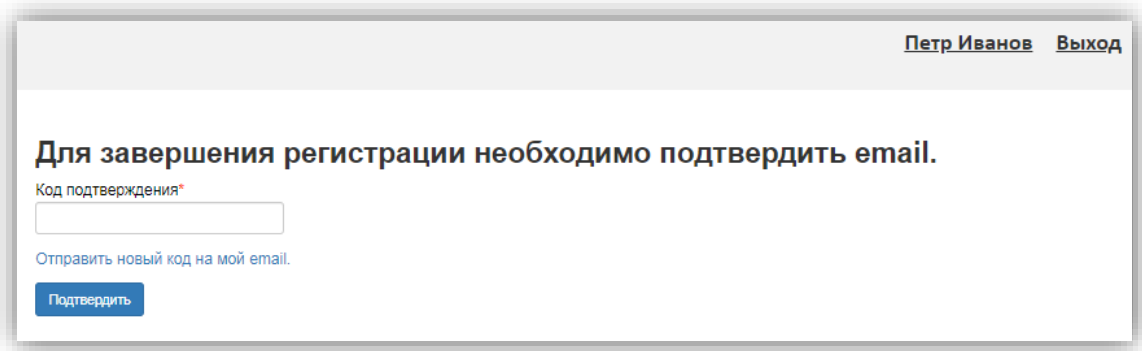 Петр Иванов Выход
Для завершения регистрации необходимо подтвердить email.
Код подтверждения*
Отправить новый код на мой email.
Подтвердить